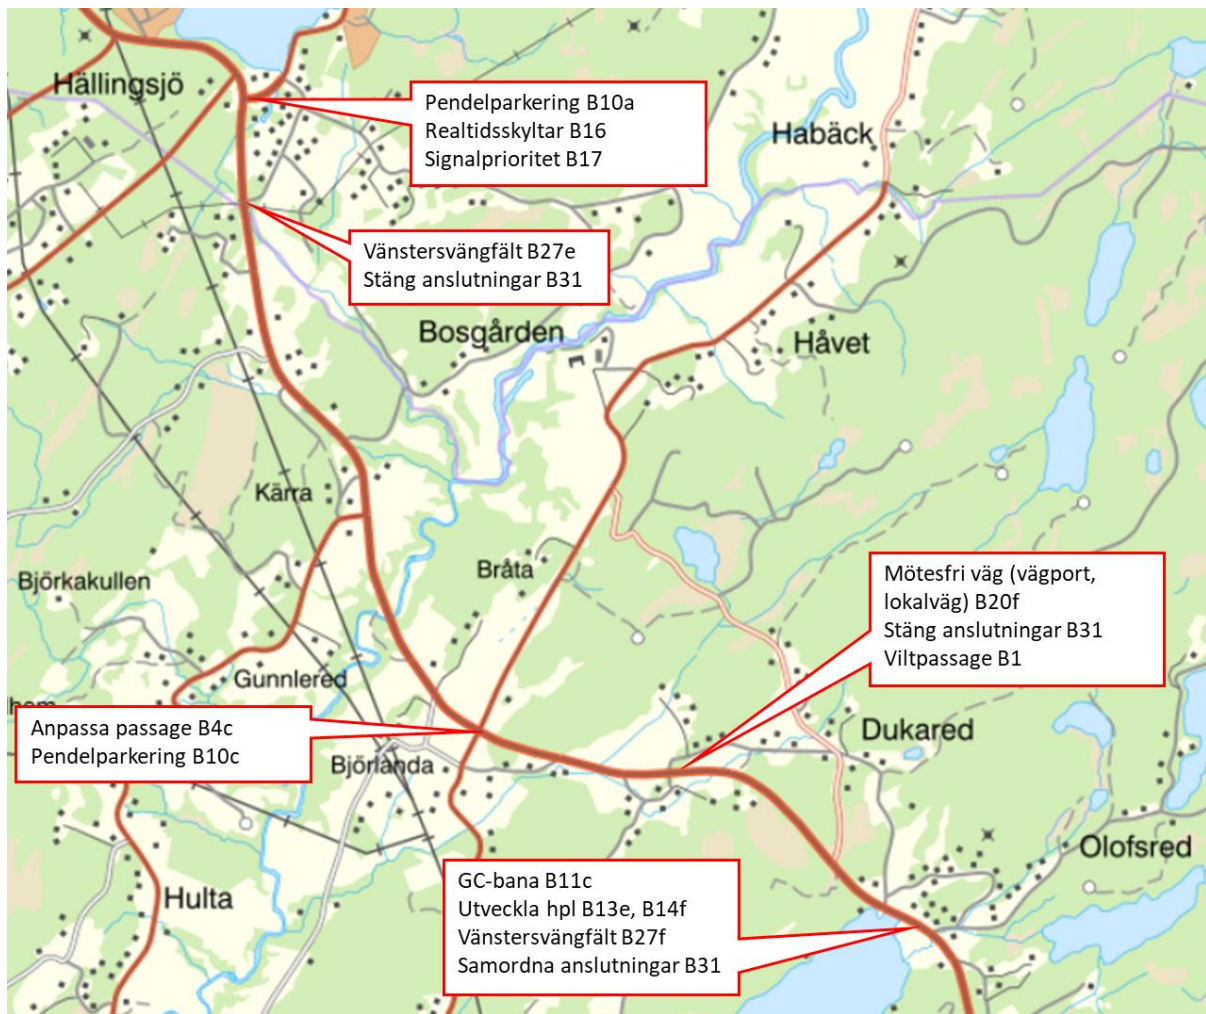 Hällingsjö
Pendelparkering B10a
Realtidsskyltar B16
Signalprioritet B17
Habäck
Vänstersvängfält B27e
Stäng anslutningar B31
Bosgården
Håvet
Kärra
Bråta
Björkakullen
Mötesfri väg (vägport,
lokalväg) B20f
Stäng anslutningar B31
Viltpassage B1
Gunnlered
Anpassa passage B4c
Pendelparkering B10c
Dukared
Björlanda
Olofsred
Hulta
GC-bana B11c
Utveckla hpl B13e, B14f
Vänstersvängfält B27f
Samordna anslutningar B31